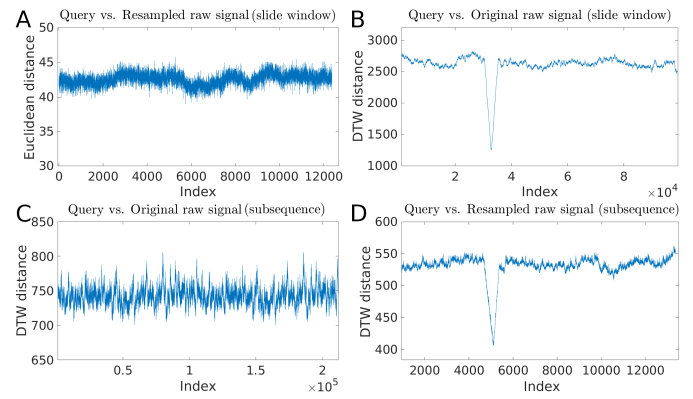 A
Query vs. Resampled raw signal (slide window)
Euclidean distance
50
45
40
35
30
0 2000 4000 6000 8000 10000 12000
Index
B
Query vs. Original raw signal (slide window)
DTW distance
3000
2500
2000
1500
1000
2 4 6 8
Index
×10^4
C
Query vs. Original raw signal (subsequence)
DTW distance
850
800
750
700
650
0.5 1 1.5 2
Index
×10^5
D
Query vs. Resampled raw signal (subsequence)
DTW distance
600
550
500
450
400
2000 4000 6000 8000 10000 12000
Index